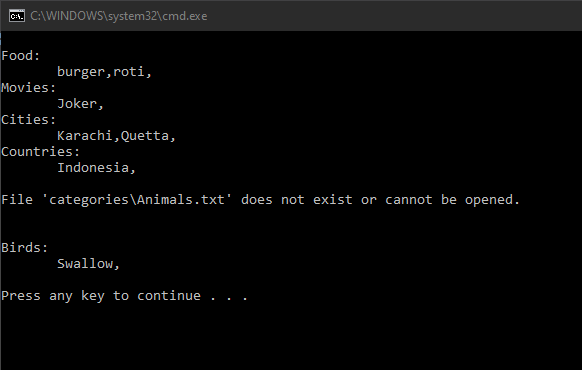 C:\WINDOWS\system32\cmd.exe
Food:
burger,roti,
Movies:
Joker,
Cities:
Karachi,Quetta,
Countries:
Indonesia,
File 'categories\Animals.txt' does not exist or cannot be opened.
Birds:
Swallow,
Press any key to continue . . .